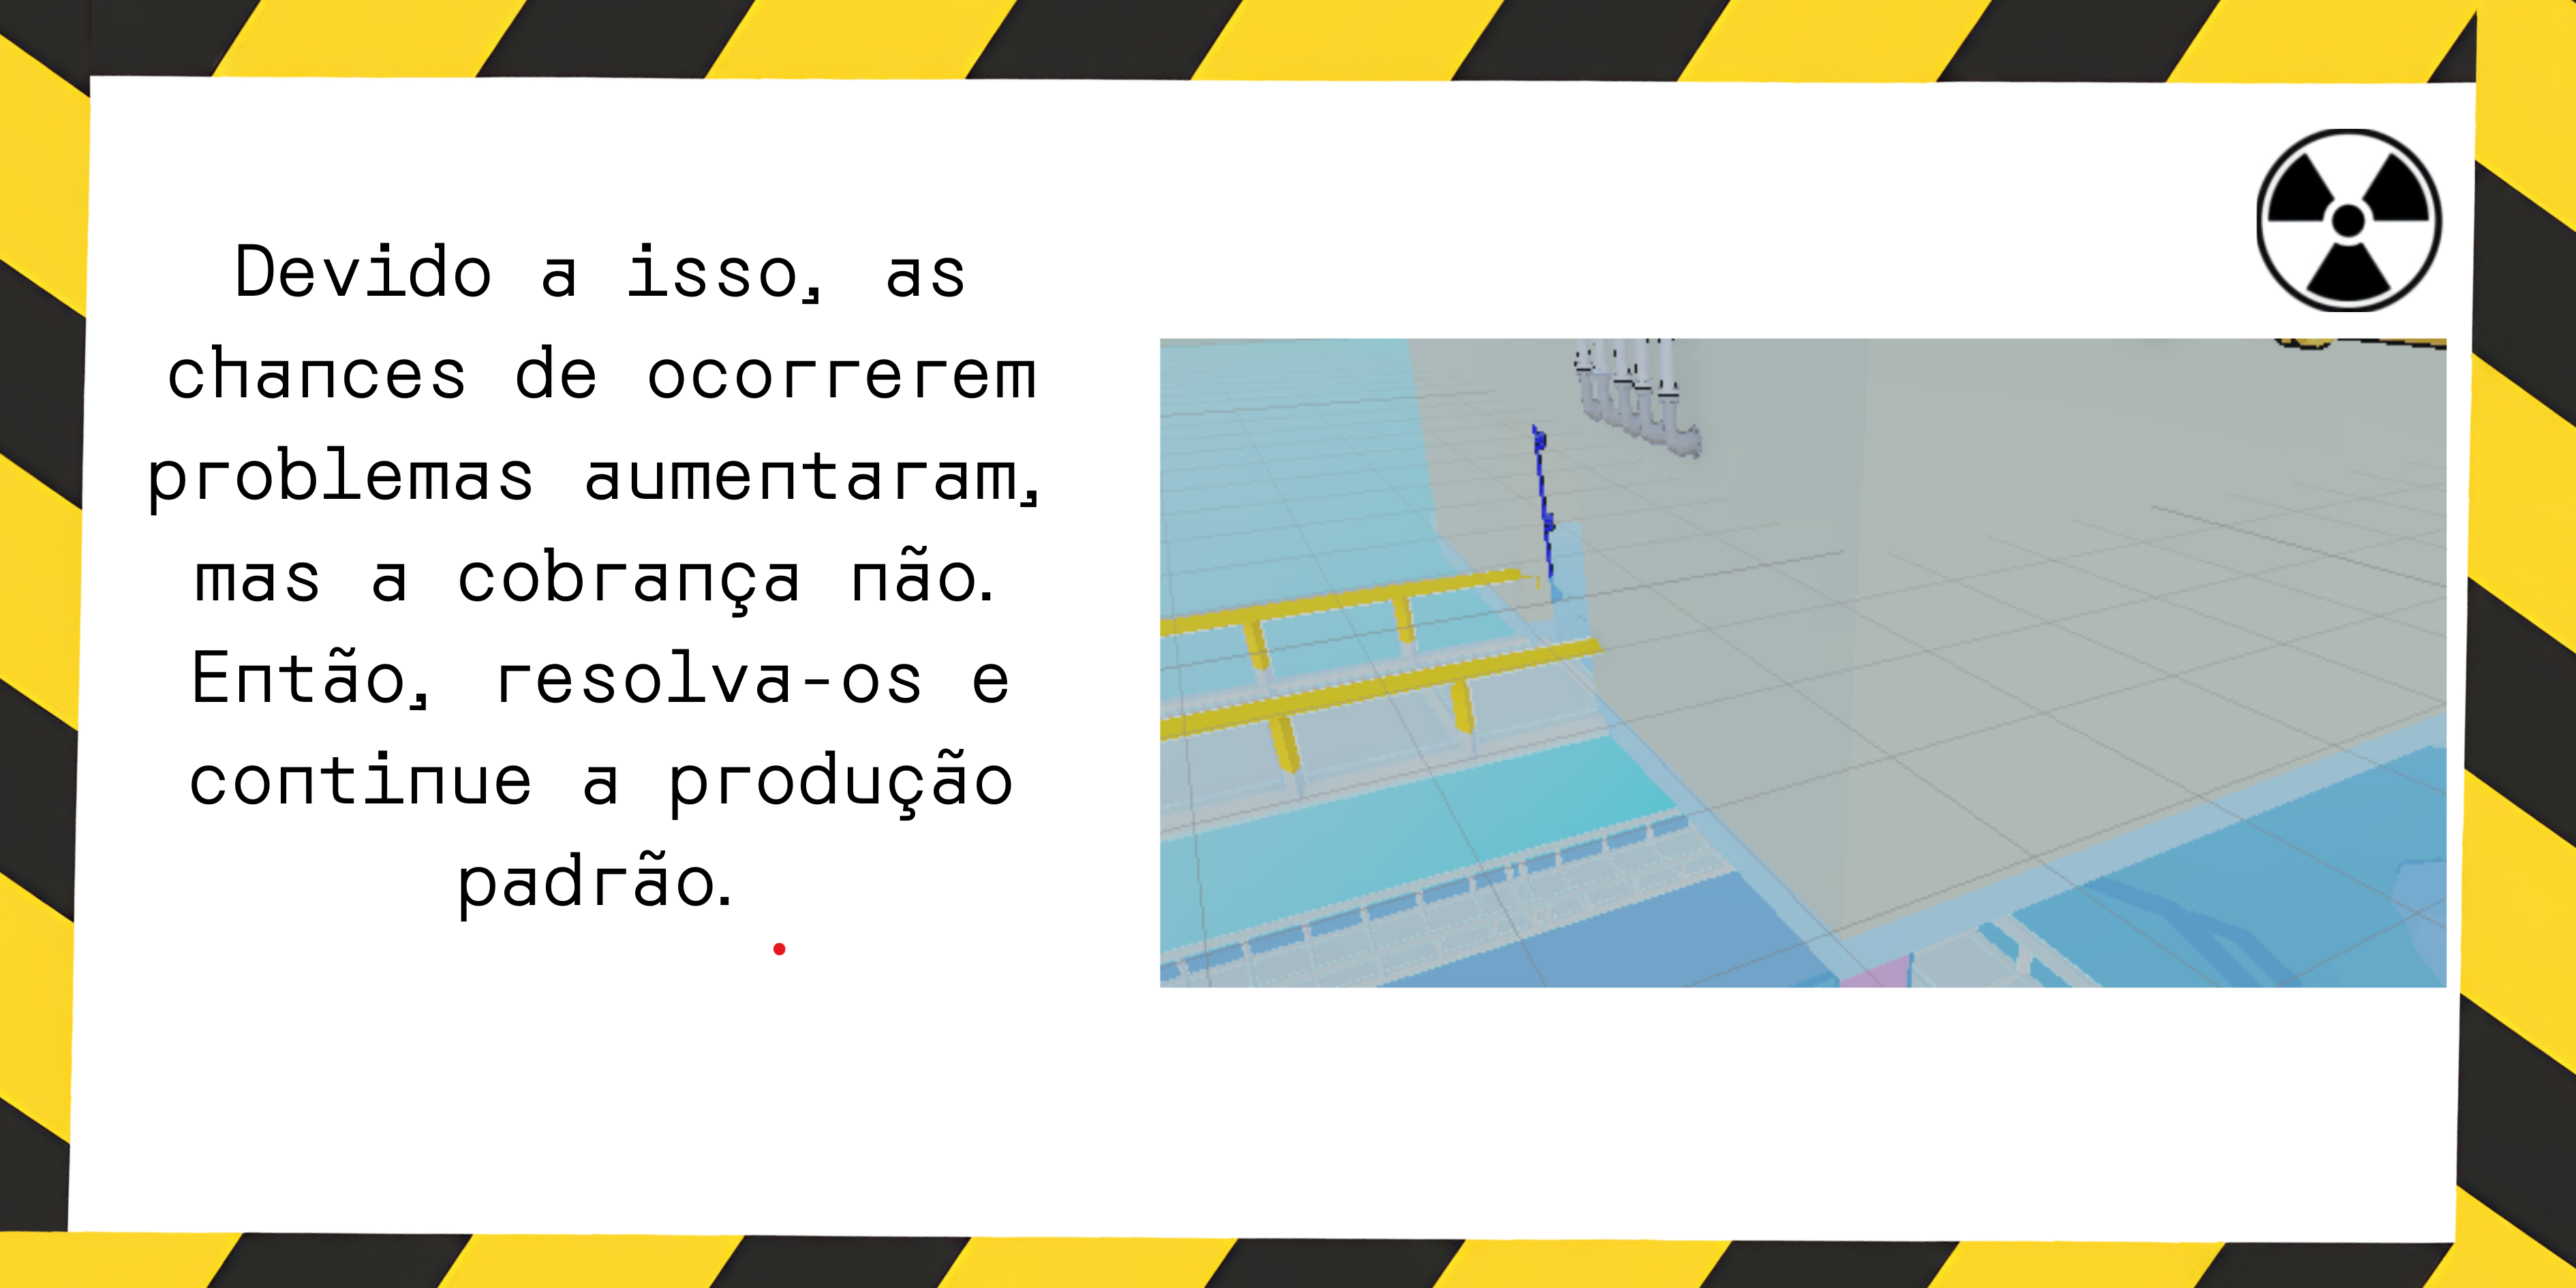 Devido a isso, as
chances de ocorrerem
problemas aumentaram,
mas a cobrança não.
Então, resolva-os e
continue a produção
padrão.